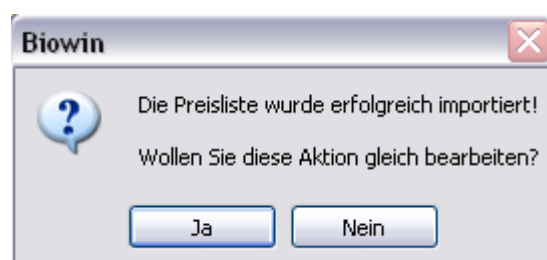 Biowin
Die Preisliste wurde erfolgreich importiert!
Wollen Sie diese Aktion gleich bearbeiten?
Ja Nein